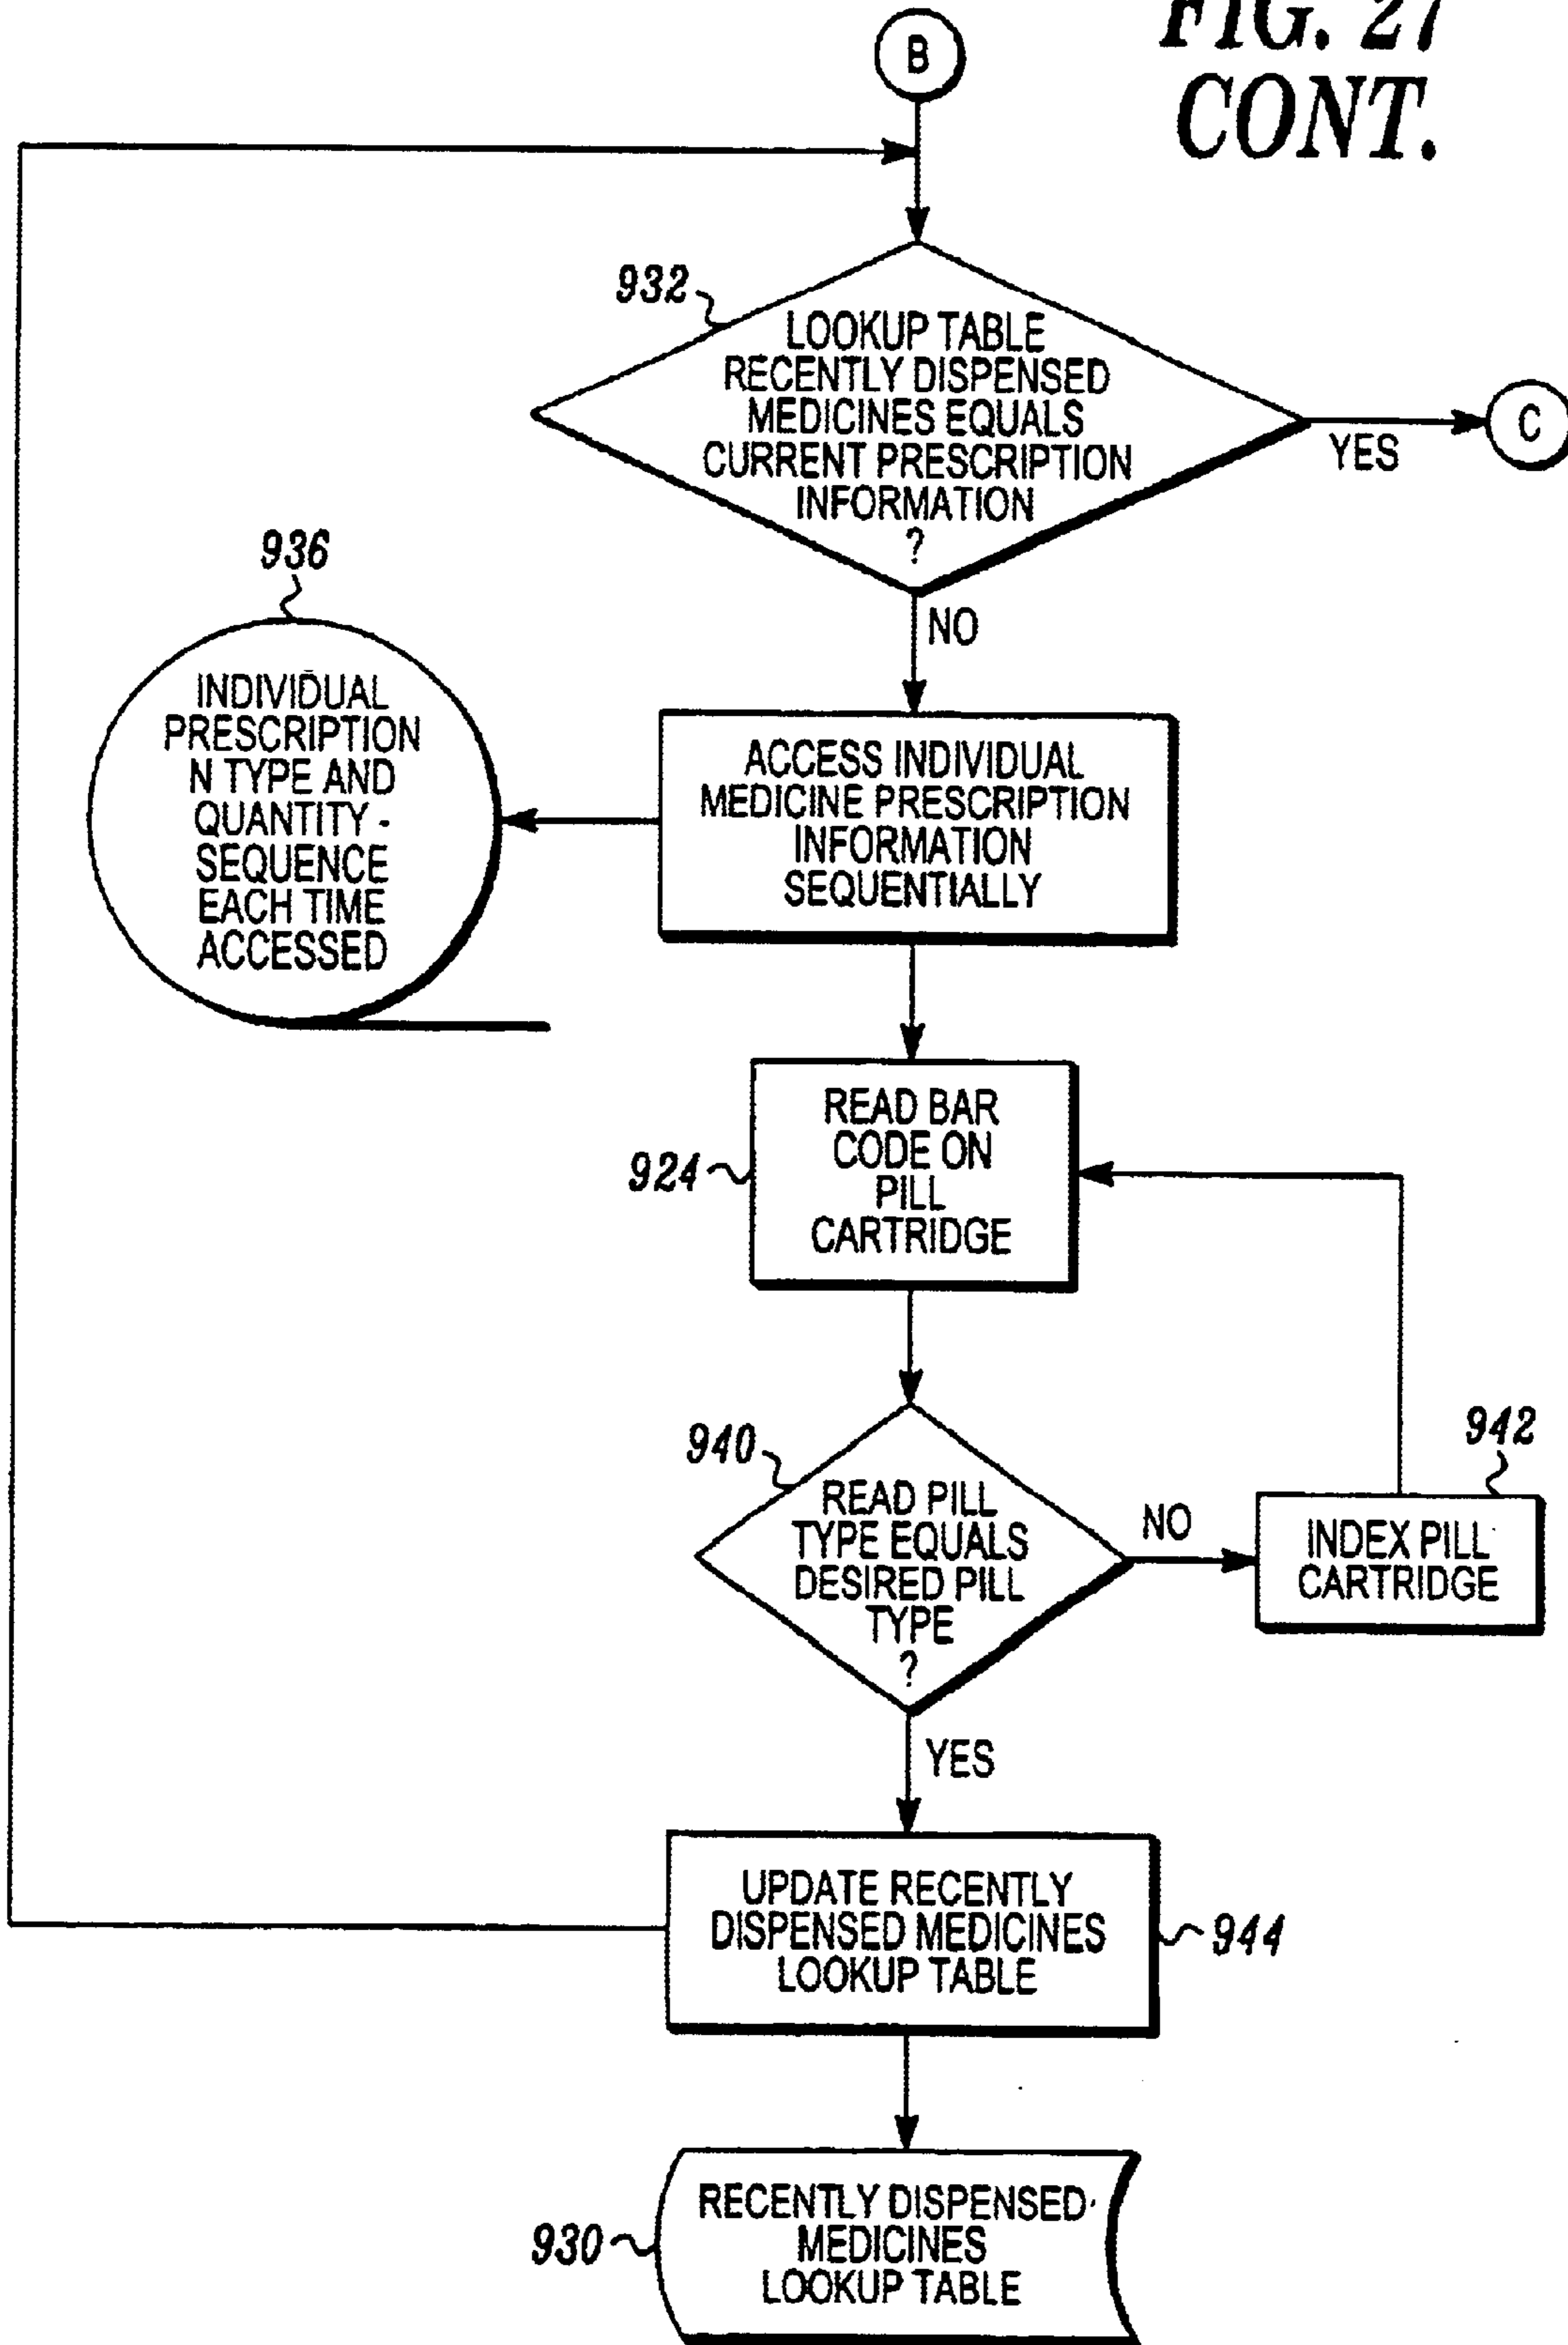 FIG. 27
CONT.
B
932
LOOKUP TABLE
RECENTLY DISPENSED
MEDICINES EQUALS
CURRENT PRESCRIPTION
INFORMATION
?
YES
C
NO
936
INDIVIDUAL
PRESCRIPTION
N TYPE AND
QUANTITY -
SEQUENCE
EACH TIME
ACCESSED
ACCESS INDIVIDUAL
MEDICINE PRESCRIPTION
INFORMATION
SEQUENTIALLY
924
READ BAR
CODE ON
PILL
CARTRIDGE
940
READ PILL
TYPE EQUALS
DESIRED PILL
TYPE
?
NO
942
INDEX PILL
CARTRIDGE
YES
UPDATE RECENTLY
DISPENSED MEDICINES
LOOKUP TABLE
944
930
RECENTLY DISPENSED
MEDICINES
LOOKUP TABLE